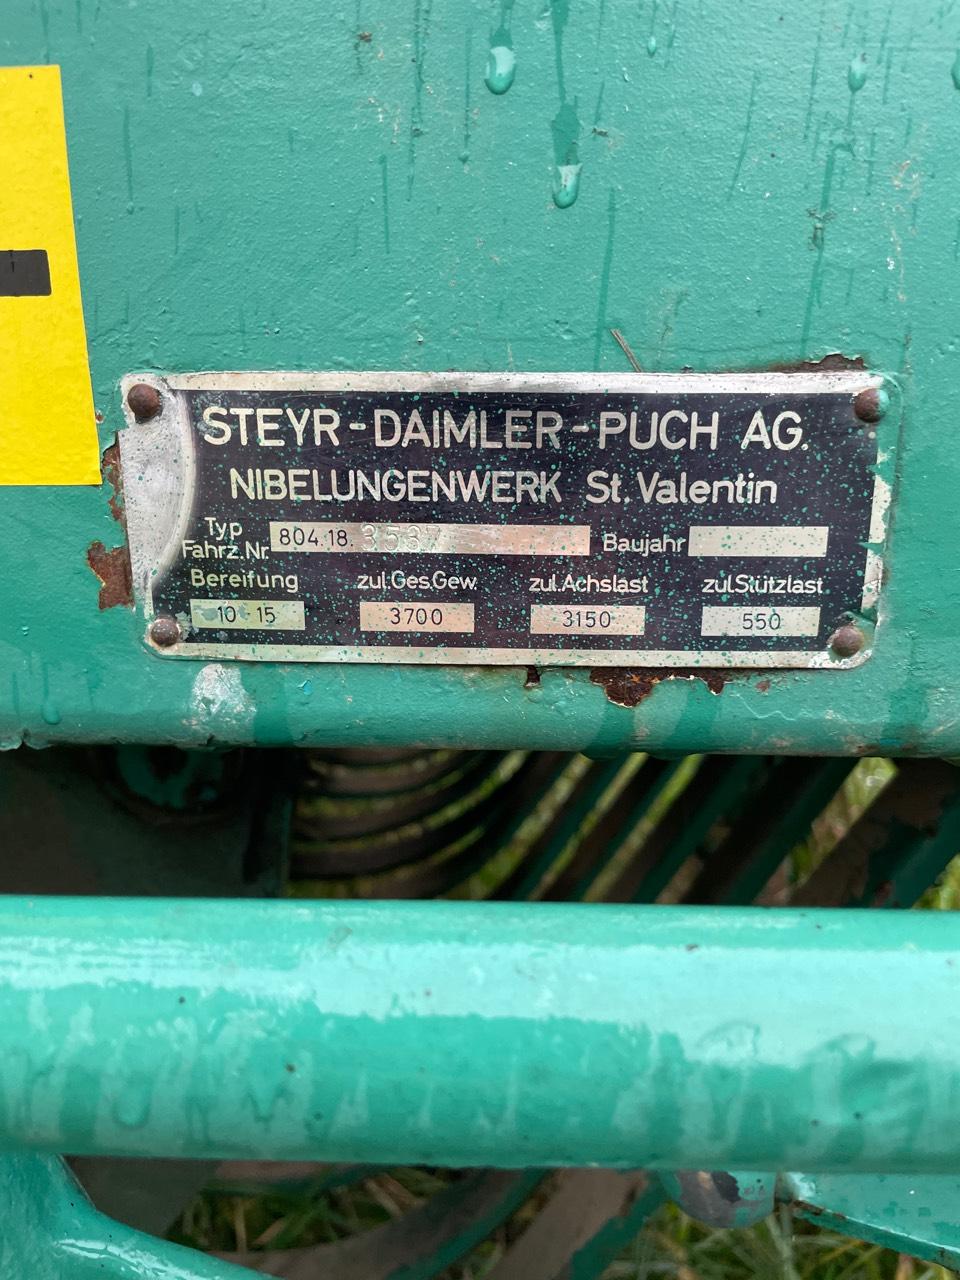 STEYR-DAIMLER-PUCH AG.
NIBELUNGENWERK St. Valentin
Typ
Fahrz.Nr 804.18. 3537 Baujahr
Bereifung zul.Ges.Gew. zul.Achslast zul.Stützlast
10-15 3700 3150 550